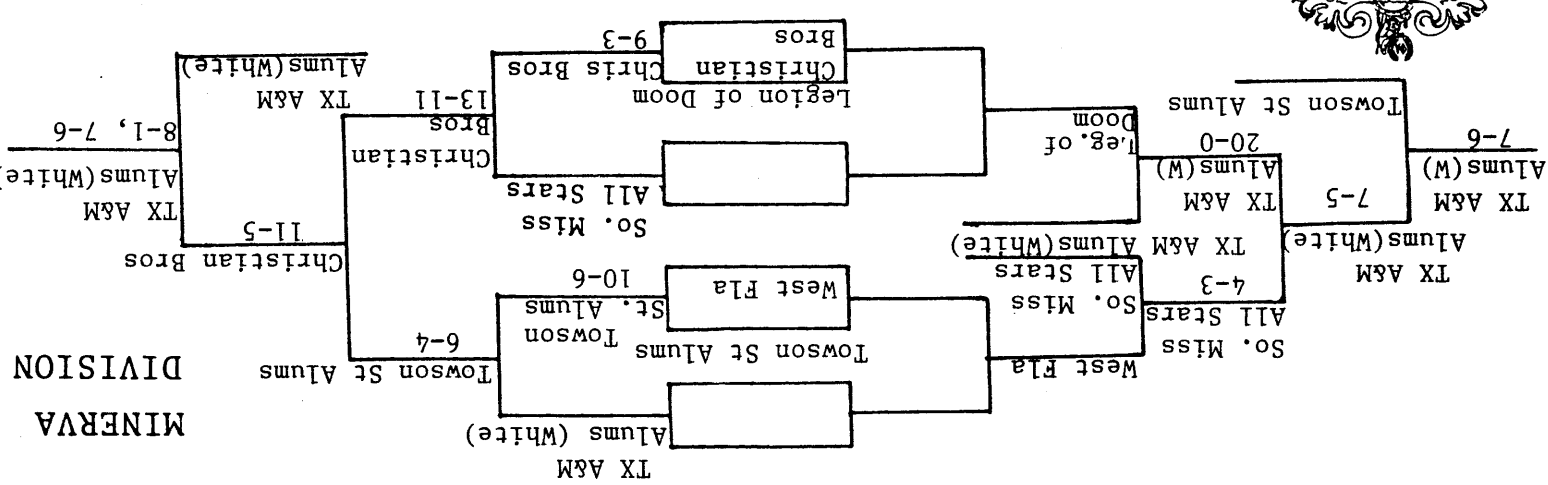 TX A&M
Alums (White)
MINERVA
DIVISION
West Fla
So. Miss
All Stars
4-3
Towson St Alums
West Fla
Towson
St. Alums
10-6
Towson St Alums
6-4
So. Miss
All Stars
TX A&M Alums(White)
TX A&M
Alums(White)
7-5
TX A&M
Alums(W)
7-6
TX A&M
Alums(W)
20-0
Leg. of
Doom
So. Miss
All Stars
Christian Bros
11-5
TX A&M
Alums(White)
8-1, 7-6
Towson St Alums
Legion of Doom
Christian
Bros
Chris Bros
9-3
Christian
Bros
13-11
TX A&M
Alums(White)